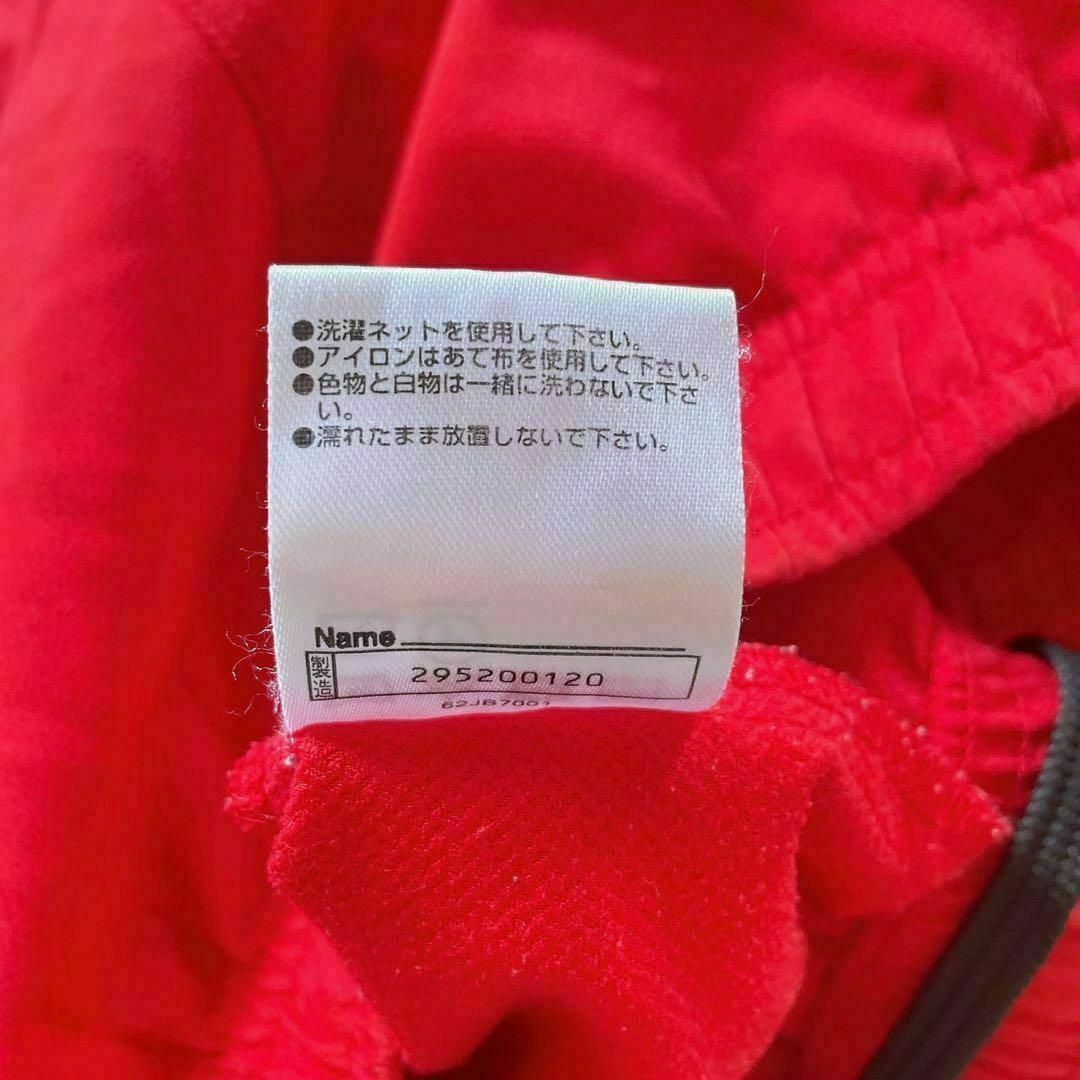 ●洗濯ネットを使用して下さい。
●アイロンはあて布を使用して下さい。
●色物と白物は一緒に洗わないで下さ
い。
●濡れたまま放置しないで下さい。
Name
製造 295200120
62JB7001